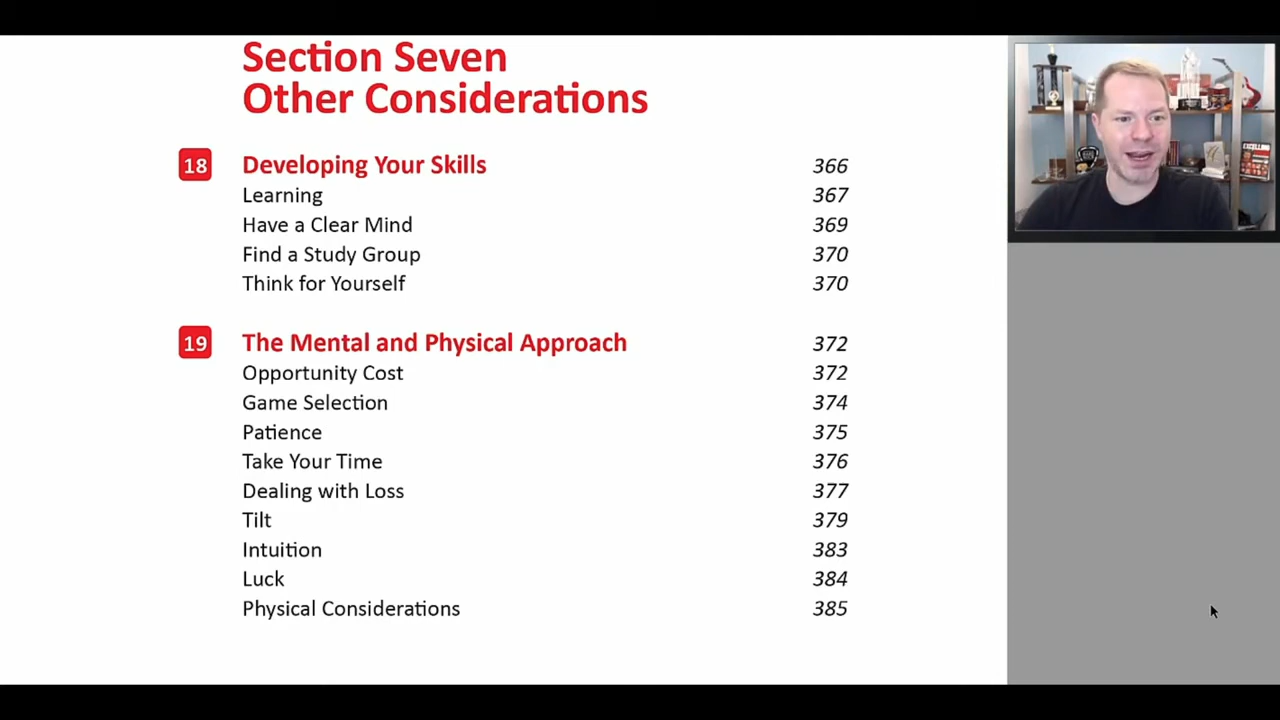 Section Seven
Other Considerations
18 Developing Your Skills 366
Learning 367
Have a Clear Mind 369
Find a Study Group 370
Think for Yourself 370
19 The Mental and Physical Approach 372
Opportunity Cost 372
Game Selection 374
Patience 375
Take Your Time 376
Dealing with Loss 377
Tilt 379
Intuition 383
Luck 384
Physical Considerations 385
EXCELLING